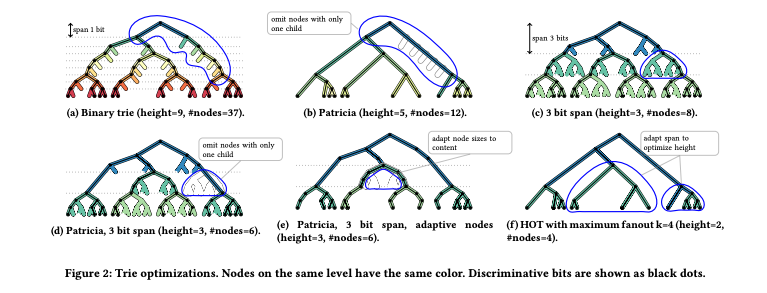 span 1 bit
(a) Binary trie (height=9, #nodes=37).
omit nodes with only
one child
(b) Patricia (height=5, #nodes=12).
span 3 bits
(c) 3 bit span (height=3, #nodes=8).
omit nodes with only
one child
(d) Patricia, 3 bit span (height=3, #nodes=6).
adapt node sizes to
content
(e) Patricia, 3 bit span, adaptive nodes
(height=3, #nodes=6).
adapt span to
optimize height
(f) HOT with maximum fanout k=4 (height=2,
#nodes=4).
Figure 2: Trie optimizations. Nodes on the same level have the same color. Discriminative bits are shown as black dots.